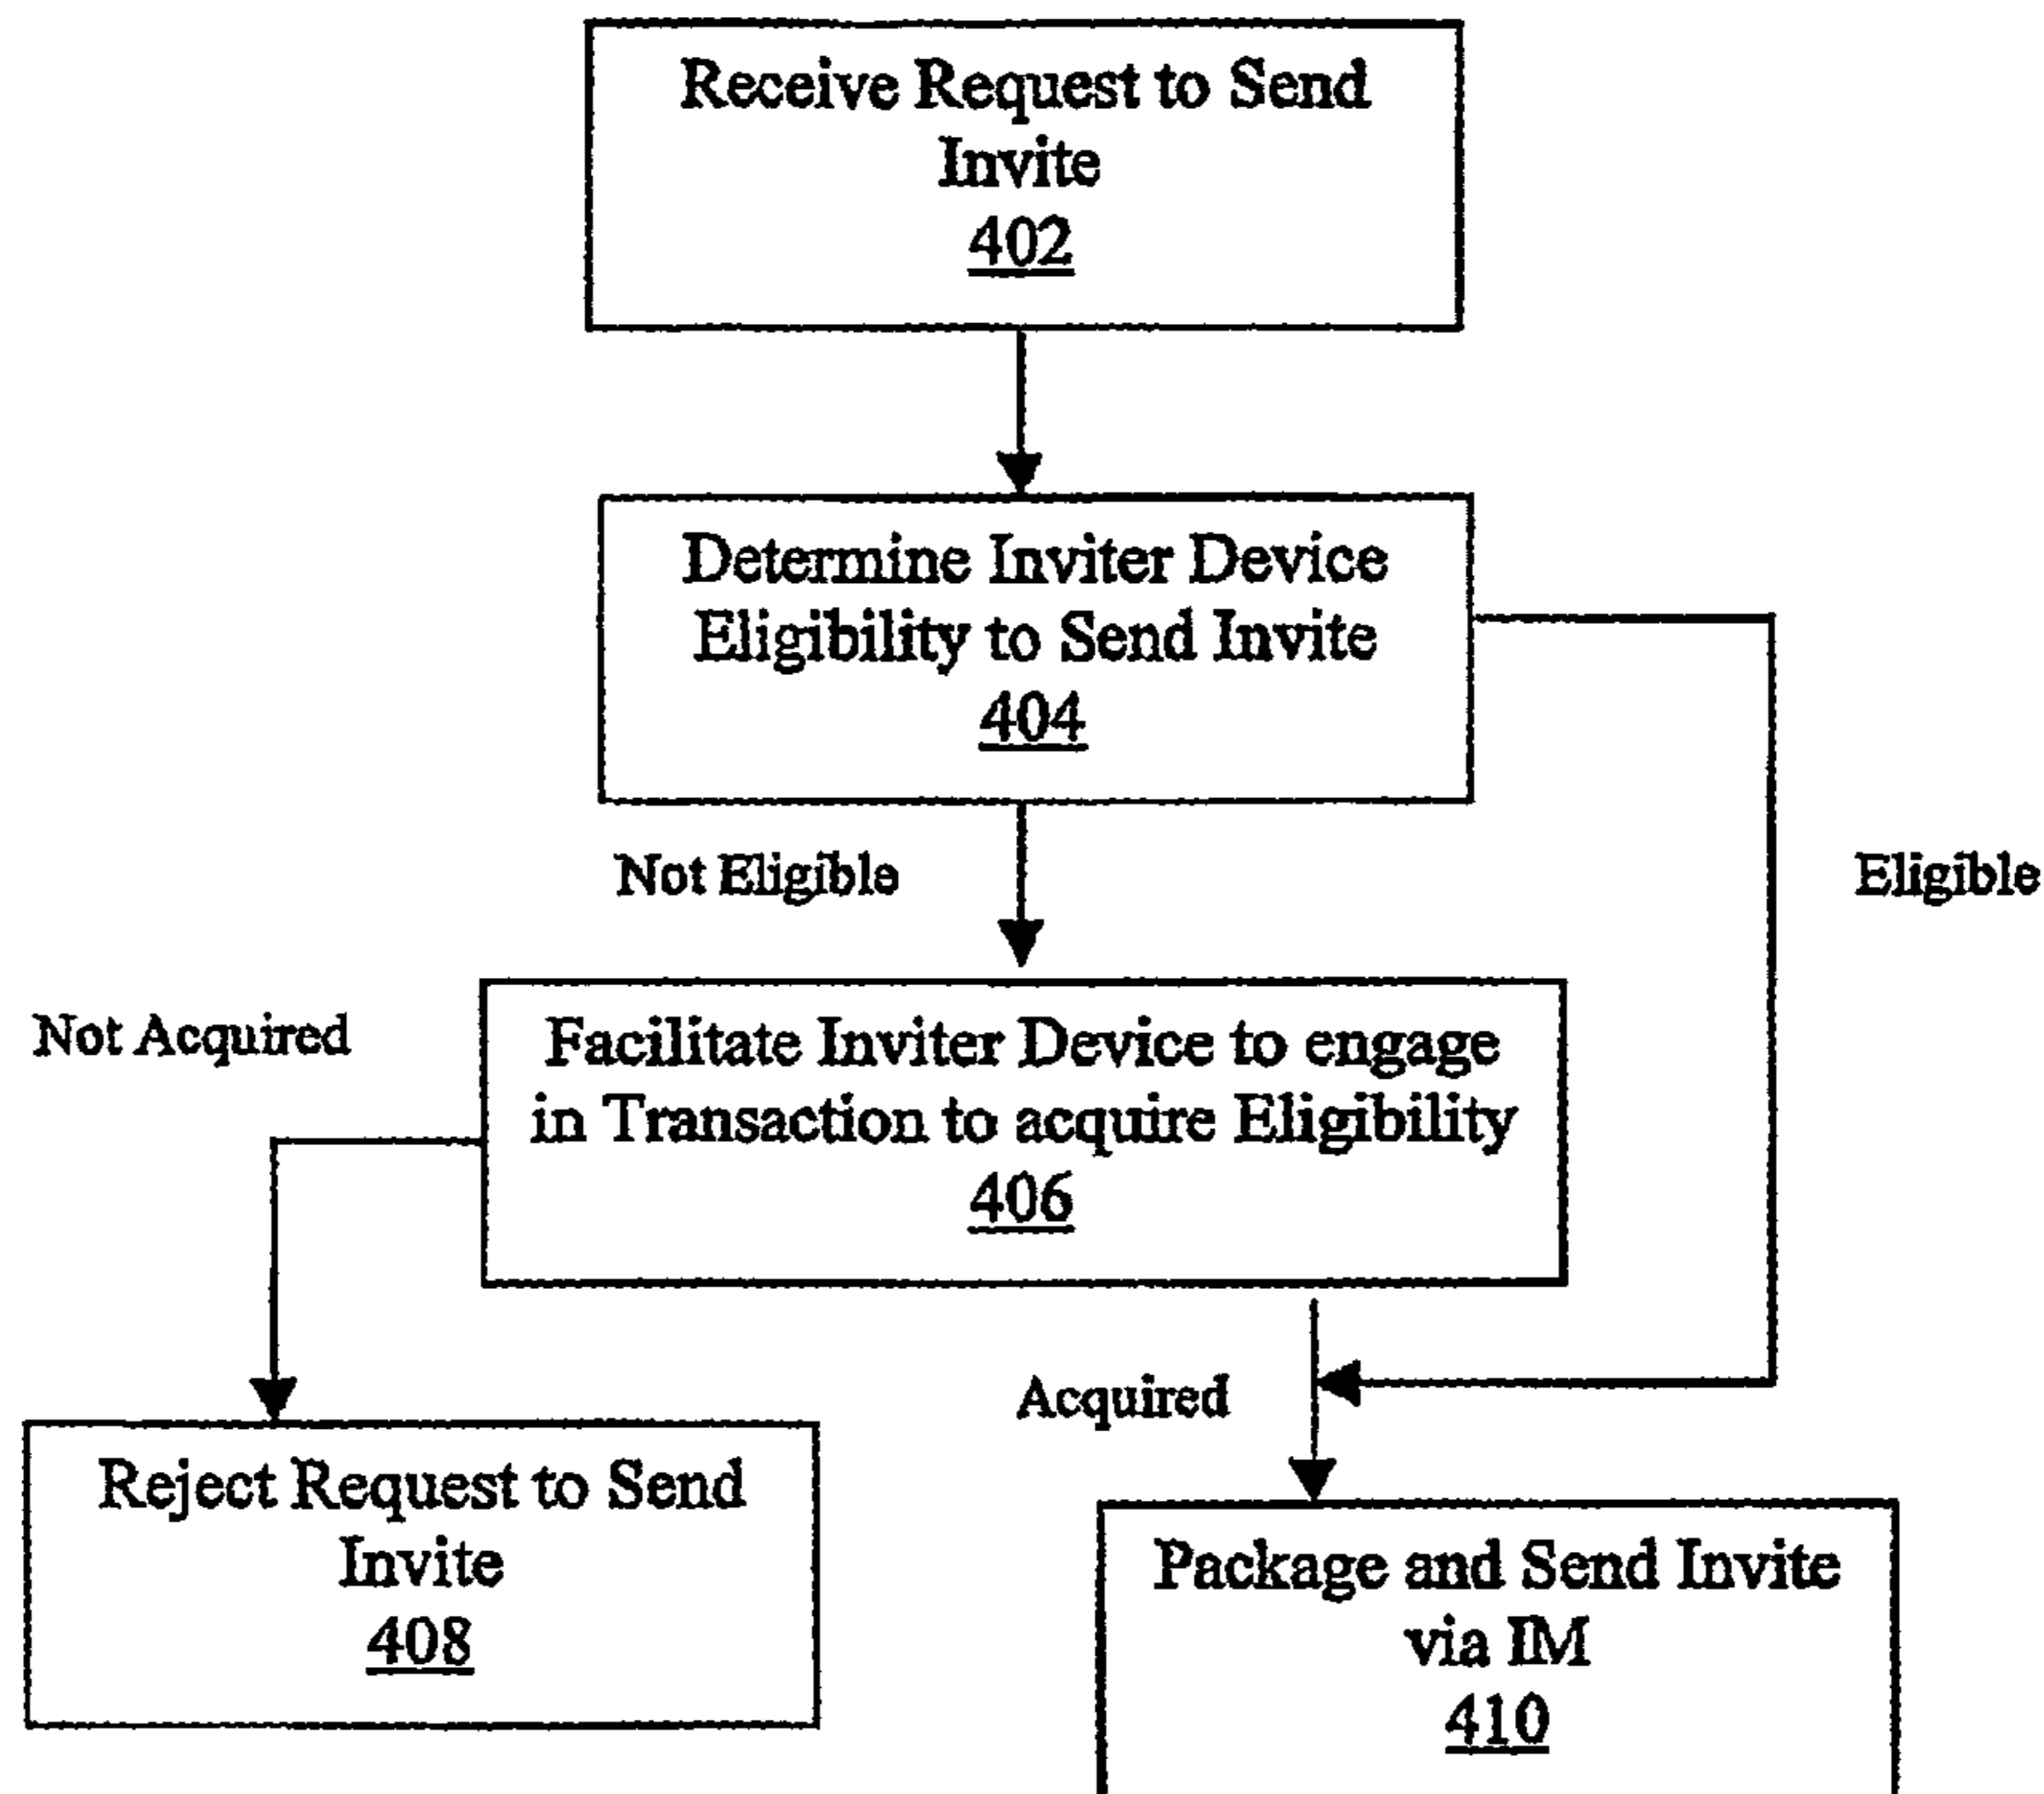 Receive Request to Send
Invite
402
Determine Inviter Device
Eligibility to Send Invite
404
Not Eligible
Eligible
Not Acquired
Facilitate Inviter Device to engage
in Transaction to acquire Eligibility
406
Acquired
Reject Request to Send
Invite
408
Package and Send Invite
via IM
410